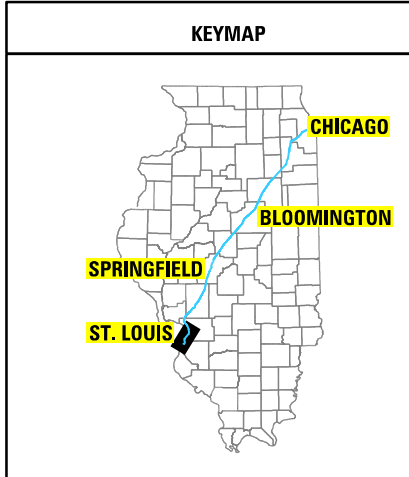 KEYMAP
CHICAGO
BLOOMINGTON
SPRINGFIELD
ST. LOUIS